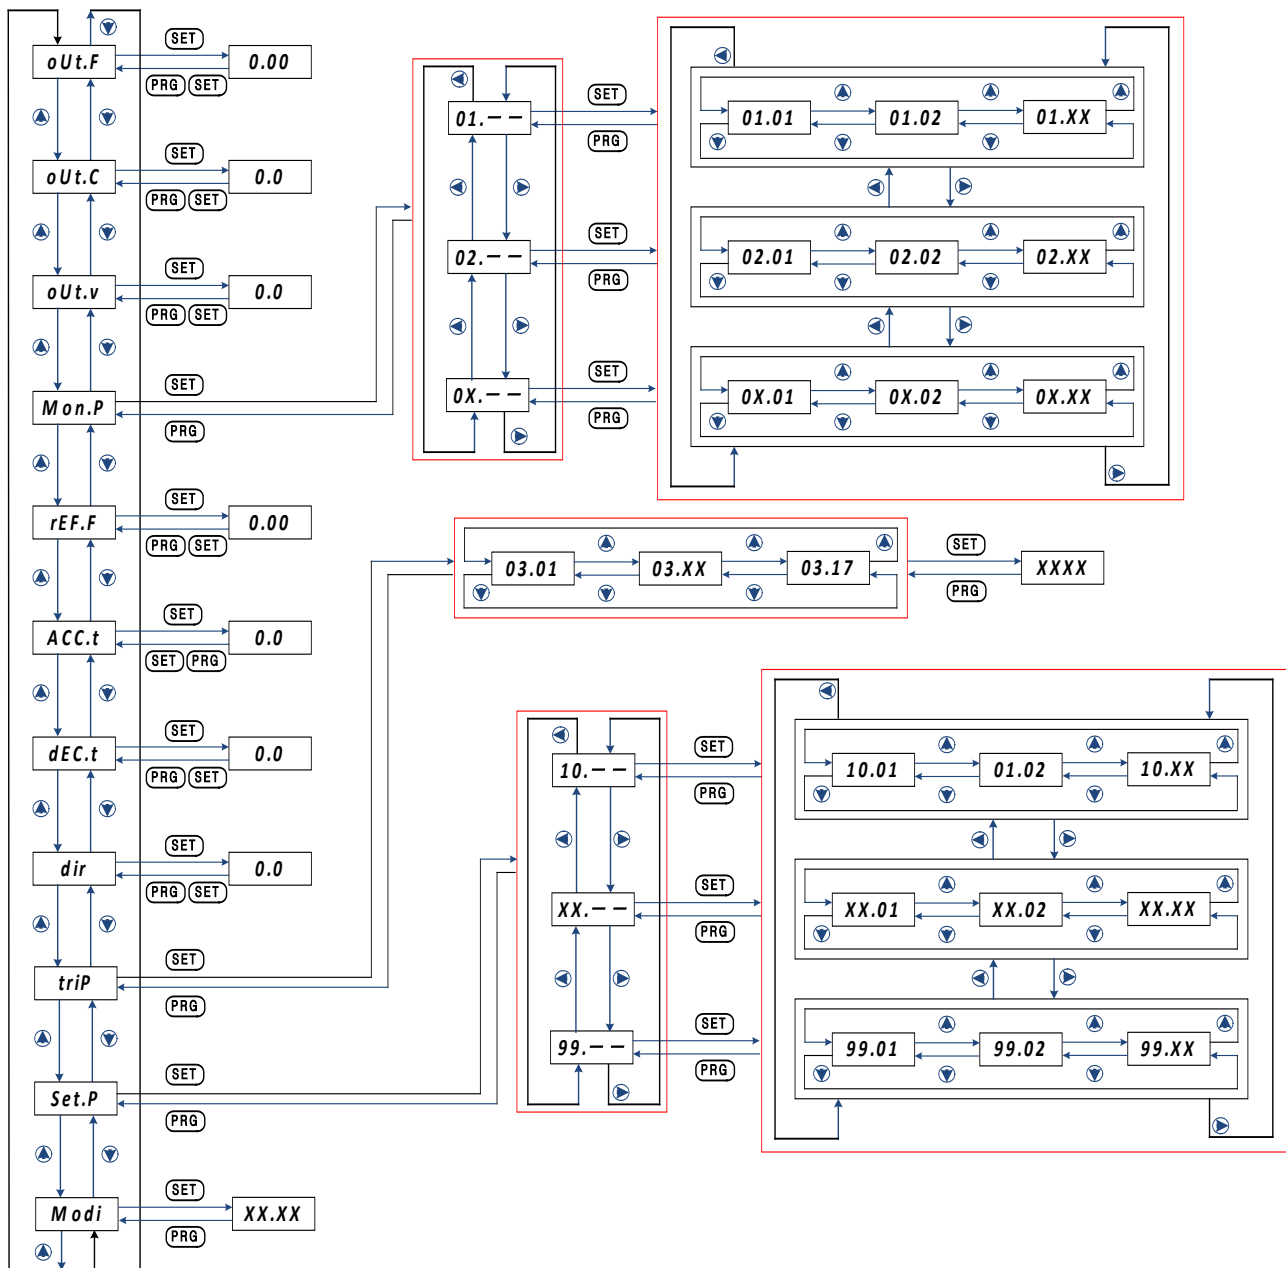 oUt.F
SET
0.00
PRG SET
oUt.C
SET
0.0
PRG SET
oUt.v
SET
0.0
PRG SET
Mon.P
SET
PRG
rEF.F
SET
0.00
PRG SET
ACC.t
SET
0.0
SET PRG
dEC.t
SET
0.0
PRG SET
dir
SET
0.0
PRG SET
triP
SET
PRG
Set.P
SET
PRG
Modi
SET
XX.XX
PRG
01.--
SET
PRG
02.--
SET
PRG
0X.--
SET
PRG
01.01 01.02 01.XX
02.01 02.02 02.XX
0X.01 0X.02 0X.XX
03.01 03.XX 03.17
SET
XXXX
PRG
10.--
SET
PRG
XX.--
SET
PRG
99.--
SET
PRG
10.01 01.02 10.XX
XX.01 XX.02 XX.XX
99.01 99.02 99.XX